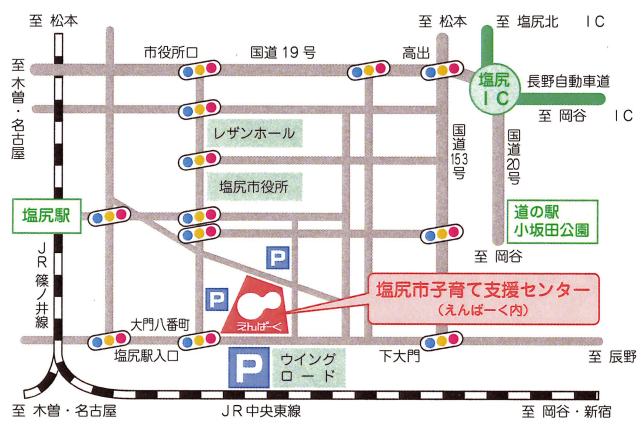 至 松本
至 松本
至 塩尻北 IC
市役所口
国道19号
高出
至 木曽・名古屋
塩尻
IC
長野自動車道
至 岡谷 IC
レザンホール
国道153号
国道20号
塩尻市役所
塩尻駅
道の駅
小坂田公園
至 岡谷
P
JR篠ノ井線
P
塩尻市子育て支援センター
(えんぱーく内)
えんぱーく
大門八番町
塩尻駅入口
P
ウイング
ロード
下大門
至 辰野
至 木曽・名古屋
JR中央東線
至 岡谷・新宿